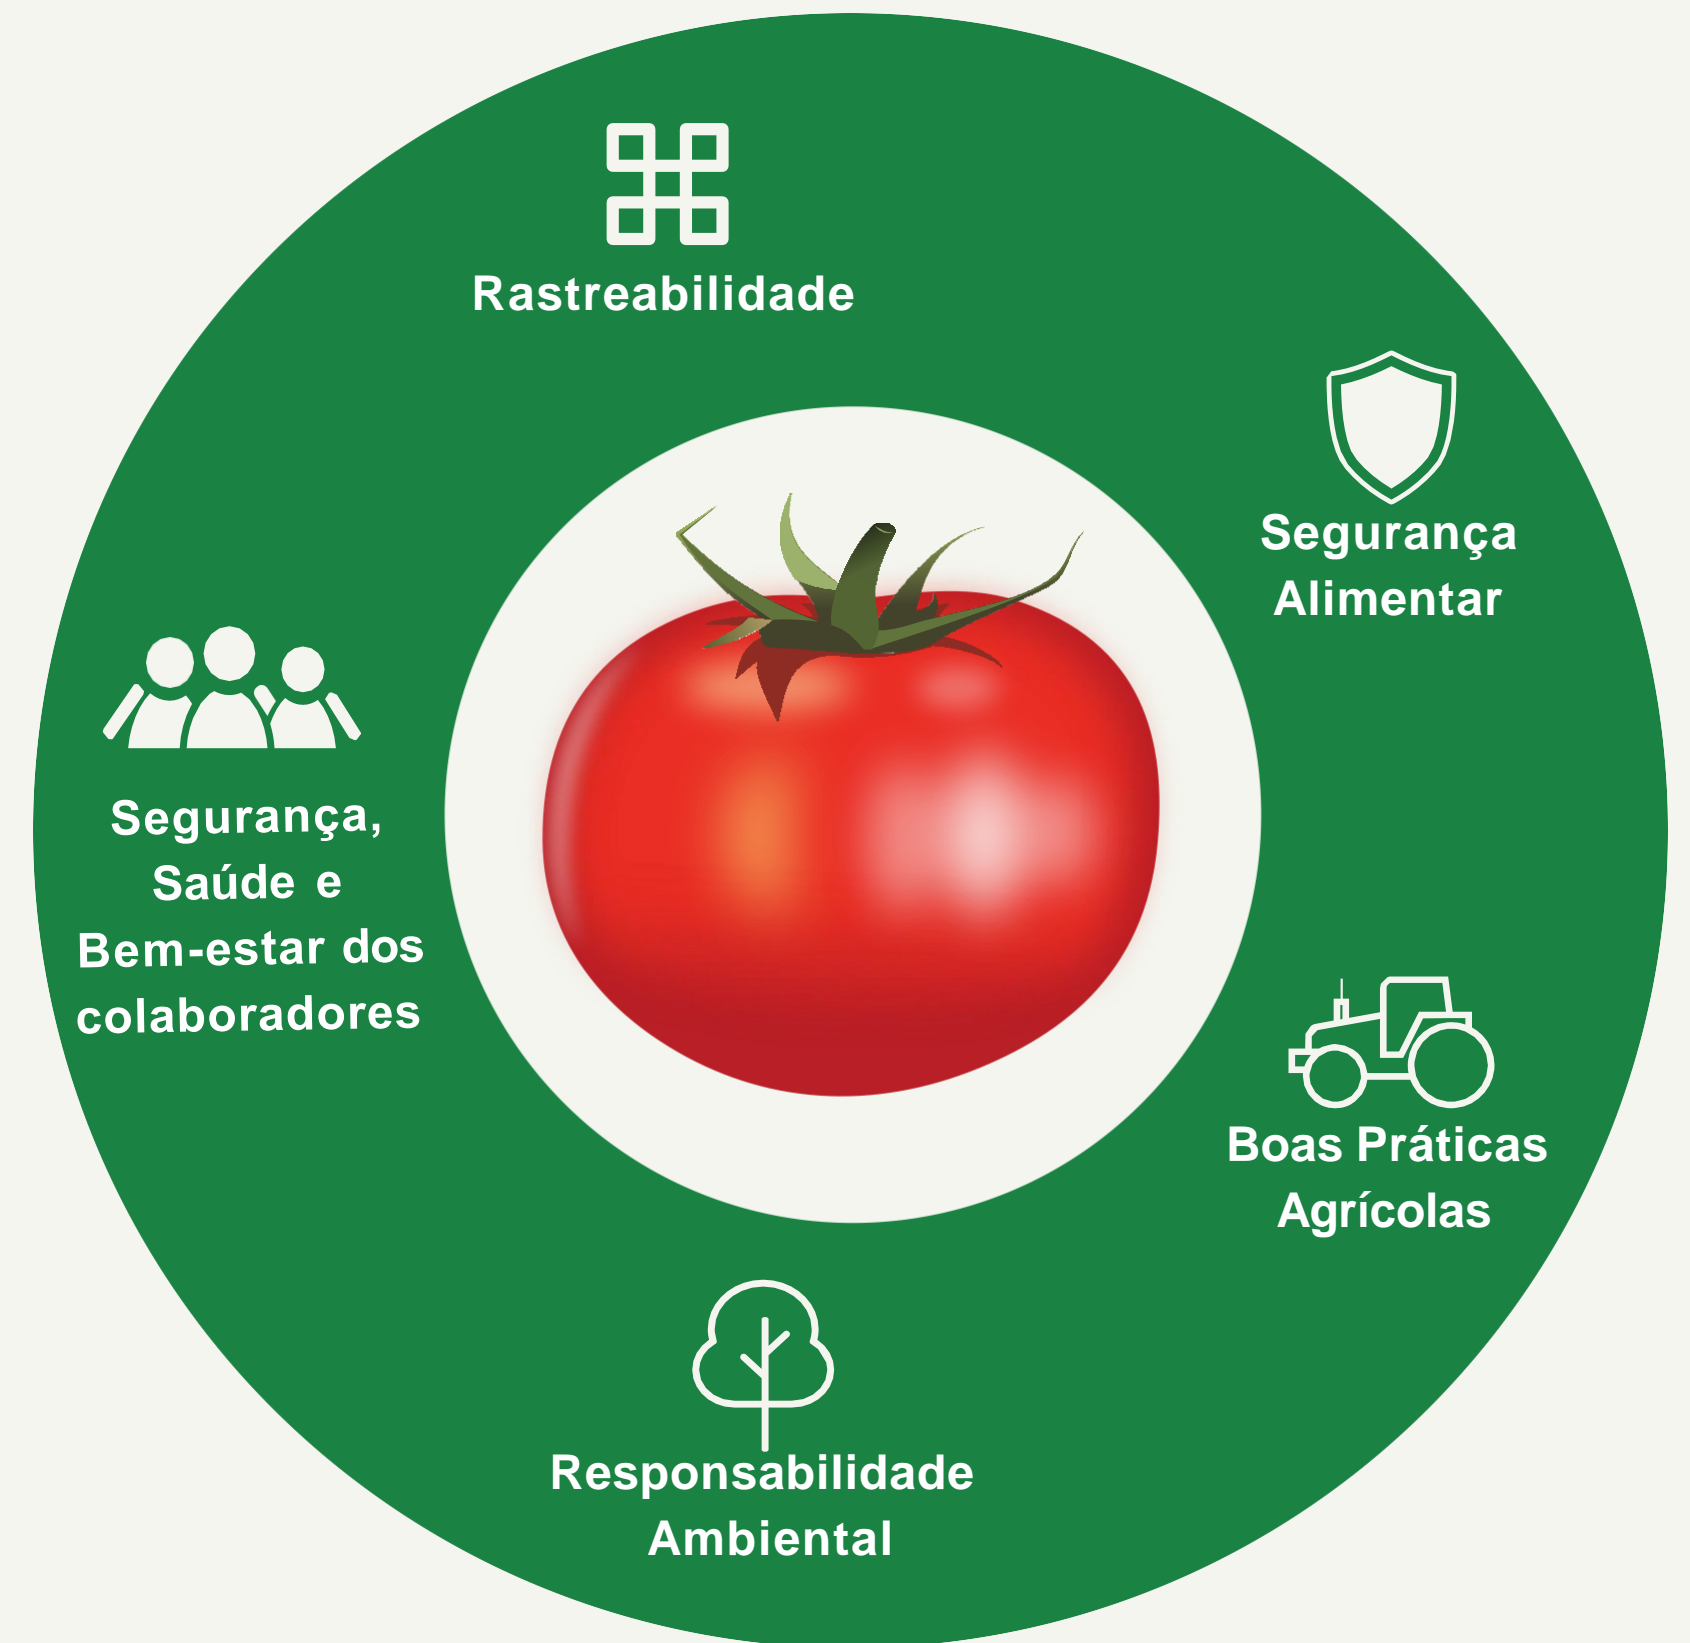 Rastreabilidade
Segurança
Alimentar
Segurança,
Saúde e
Bem-estar dos
colaboradores
Boas Práticas
Agrícolas
Responsabilidade
Ambiental